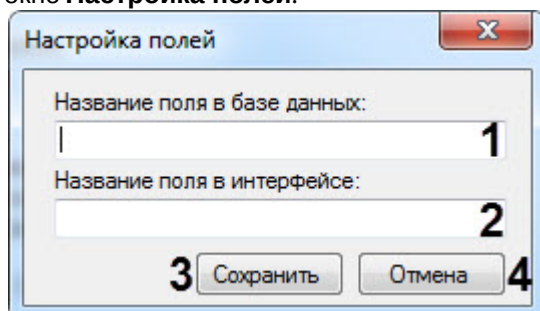 окно Настройка полей.
Настройка полей
Название поля в базе данных:
1
Название поля в интерфейсе:
2
3 Сохранить Отмена 4